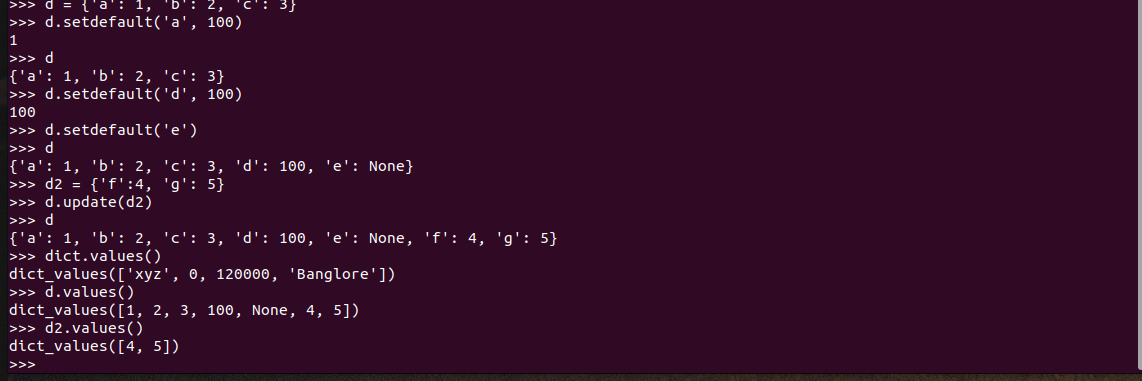 >>> d = {'a': 1, 'b': 2, 'c': 3}
>>> d.setdefault('a', 100)
1
>>> d
{'a': 1, 'b': 2, 'c': 3}
>>> d.setdefault('d', 100)
100
>>> d.setdefault('e')
>>> d
{'a': 1, 'b': 2, 'c': 3, 'd': 100, 'e': None}
>>> d2 = {'f':4, 'g': 5}
>>> d.update(d2)
>>> d
{'a': 1, 'b': 2, 'c': 3, 'd': 100, 'e': None, 'f': 4, 'g': 5}
>>> dict.values()
dict_values(['xyz', 0, 120000, 'Banglore'])
>>> d.values()
dict_values([1, 2, 3, 100, None, 4, 5])
>>> d2.values()
dict_values([4, 5])
>>>